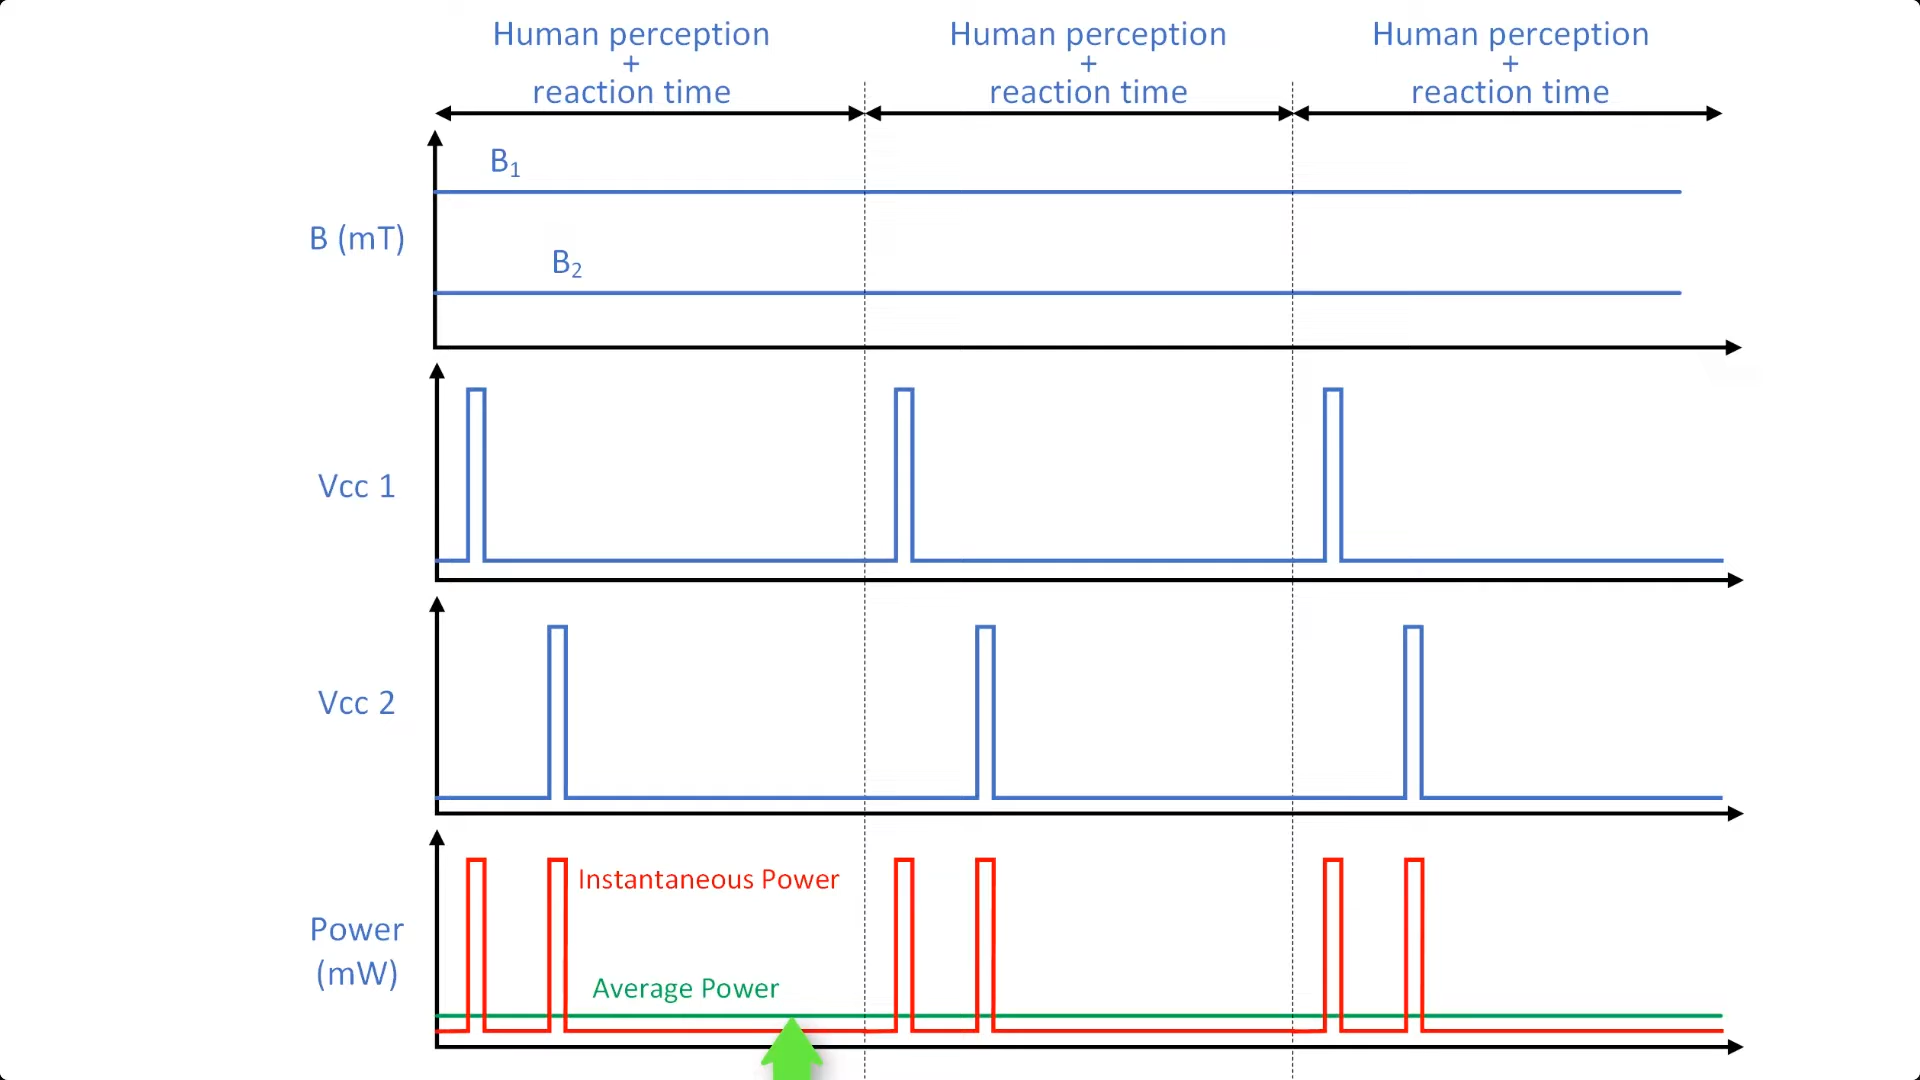 Human perception
+
reaction time
Human perception
+
reaction time
Human perception
+
reaction time
B (mT)
B₁
B₂
Vcc 1
Vcc 2
Power
(mW)
Instantaneous Power
Average Power